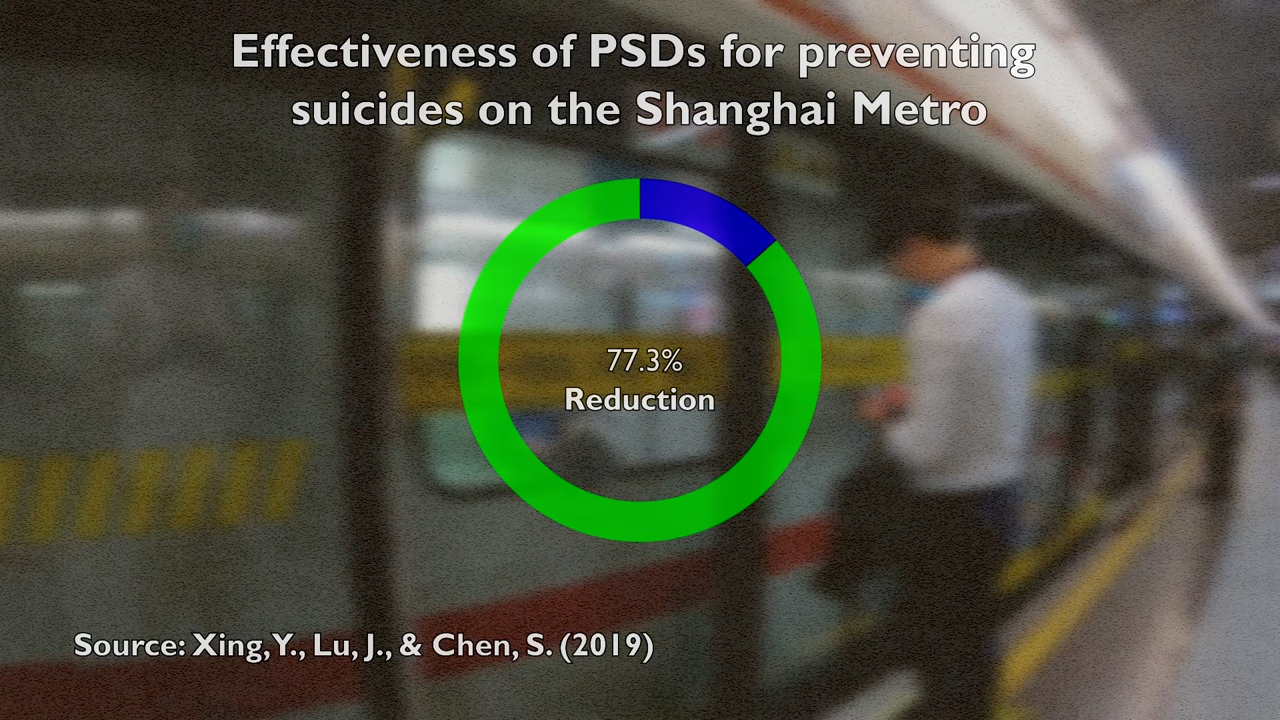 Effectiveness of PSDs for preventing
suicides on the Shanghai Metro
77.3%
Reduction
Source: Xing, Y., Lu, J., & Chen, S. (2019)